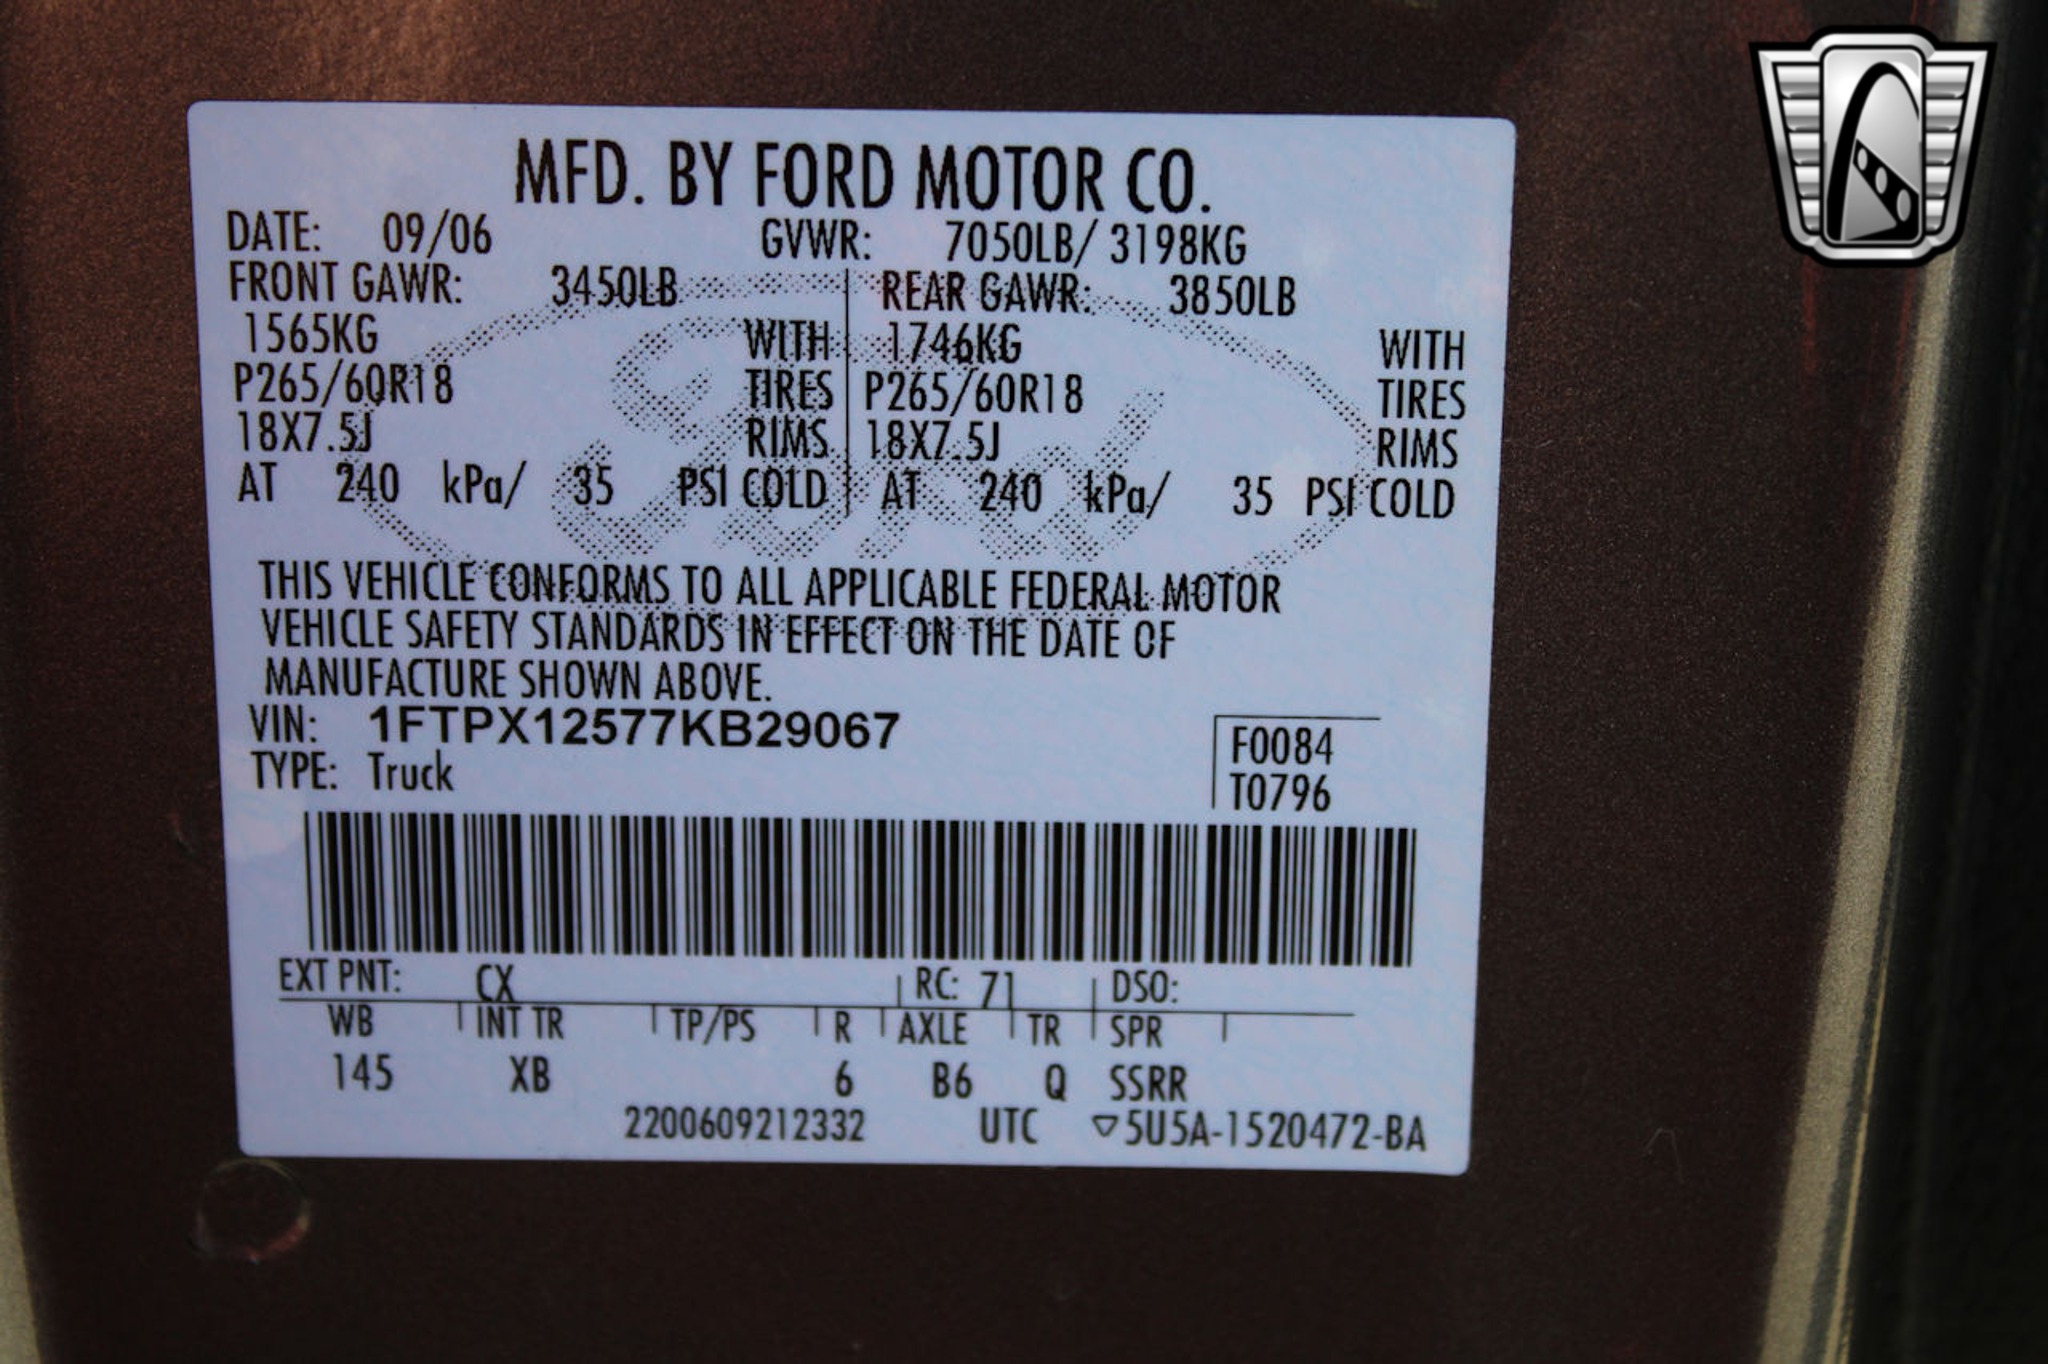 MFD. BY FORD MOTOR CO.
DATE: 09/06 GVWR: 7050LB/ 3198KG
FRONT GAWR: 3450LB REAR GAWR: 3850LB
1565KG WITH 1746KG WITH
P265/60R18 TIRES P265/60R18 TIRES
18X7.5J RIMS 18X7.5J RIMS
AT 240 kPa/ 35 PSI COLD AT 240 kPa/ 35 PSI COLD
Ford
THIS VEHICLE CONFORMS TO ALL APPLICABLE FEDERAL MOTOR
VEHICLE SAFETY STANDARDS IN EFFECT ON THE DATE OF
MANUFACTURE SHOWN ABOVE.
VIN: 1FTPX12577KB29067
F0084
TYPE: Truck
T0796
EXT PNT: CX RC: 71 DSO:
WB INT TR TP/PS R AXLE TR SPR
145 XB 6 B6 Q SSRR
2200609212332 UTC ▽5U5A-1520472-BA